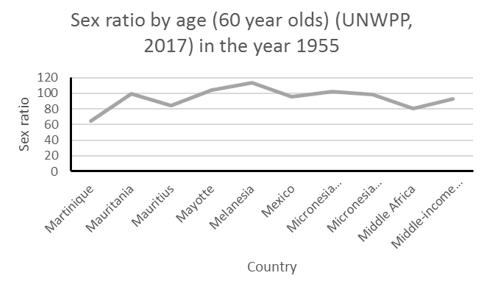 Sex ratio by age (60 year olds) (UNWPP,
2017) in the year 1955
120
100
80
60
40
20
0
Sex ratio
Martinique
Mauritania
Mauritius
Mayotte
Melanesia
Mexico
Micronesia...
Micronesia...
Middle Africa
Middle-income...
Country